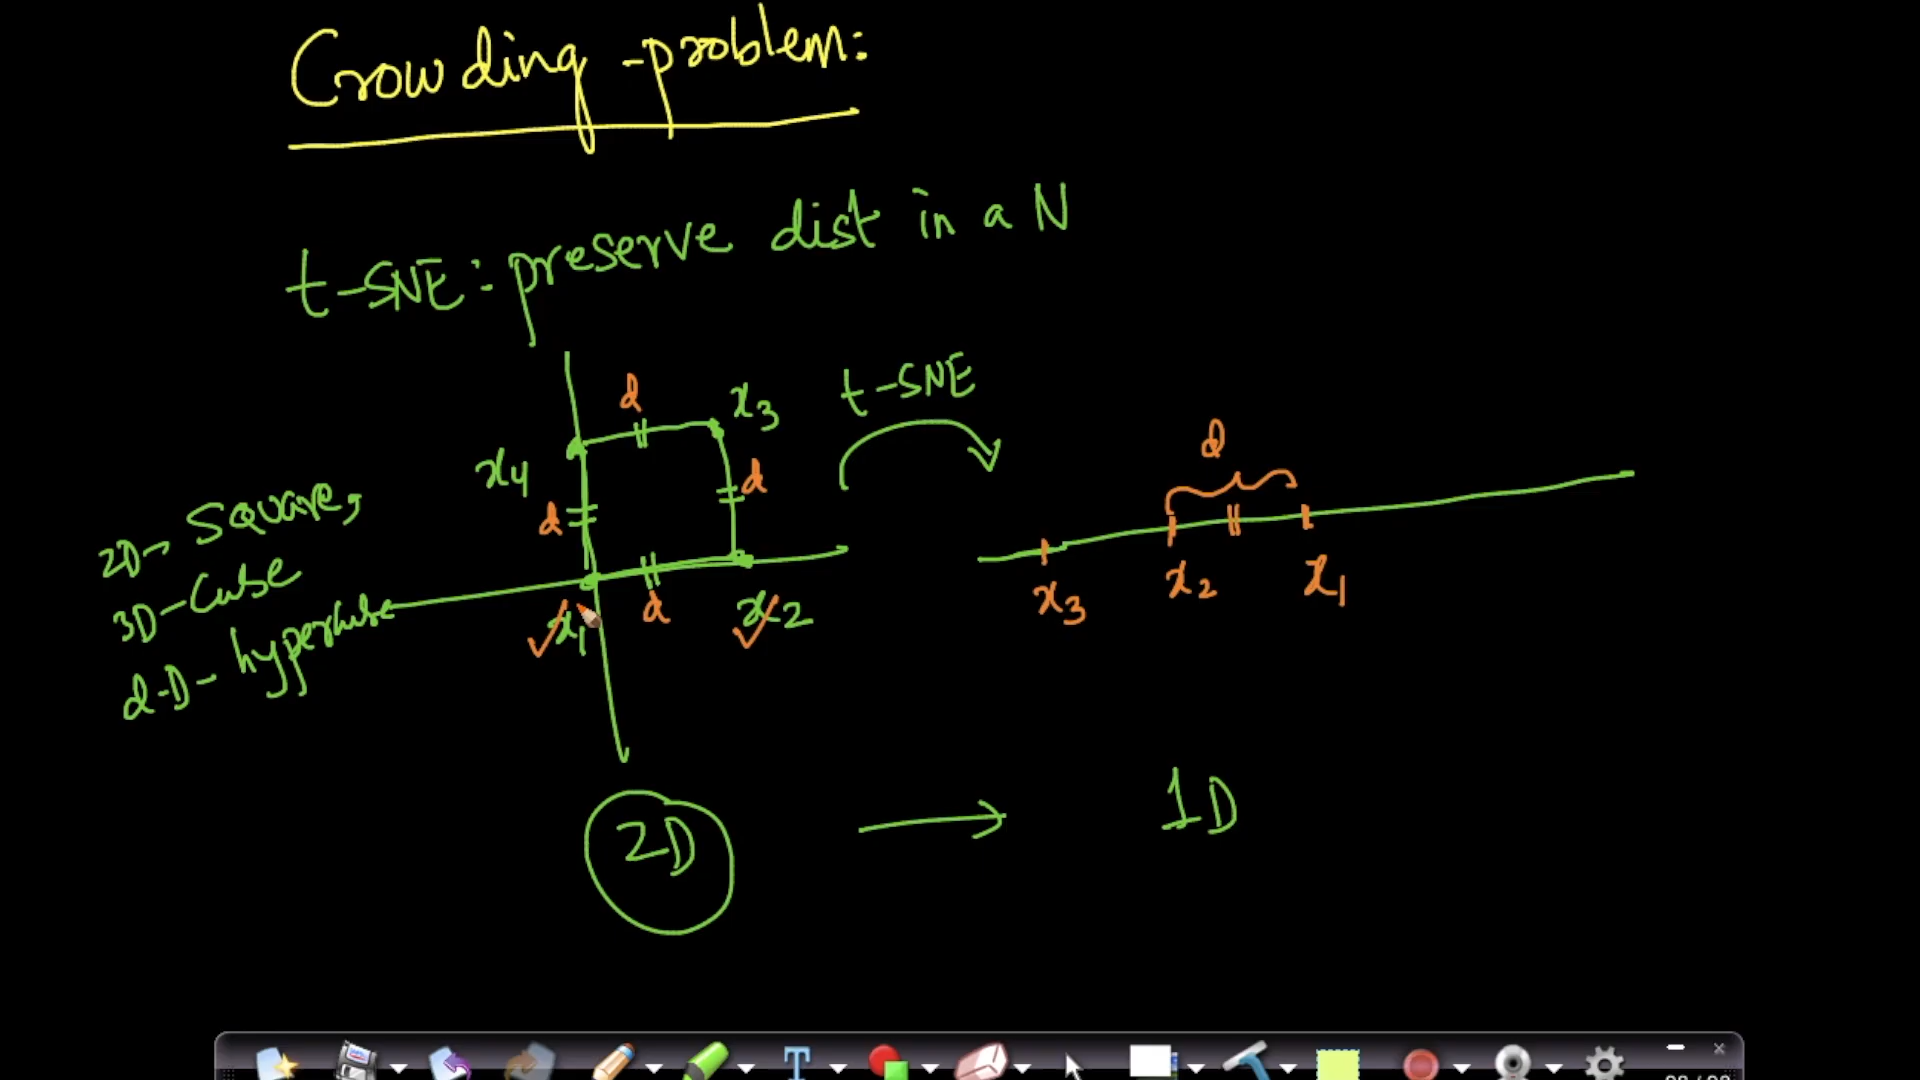 Crowding-problem:
t-SNE: preserve dist in a N
d
x3
t-SNE
x4
d
d
d
2D- Square,
3D- Cube
d-D- hypercube
x1
d
x2
x3
x2
x1
2D
1D
T